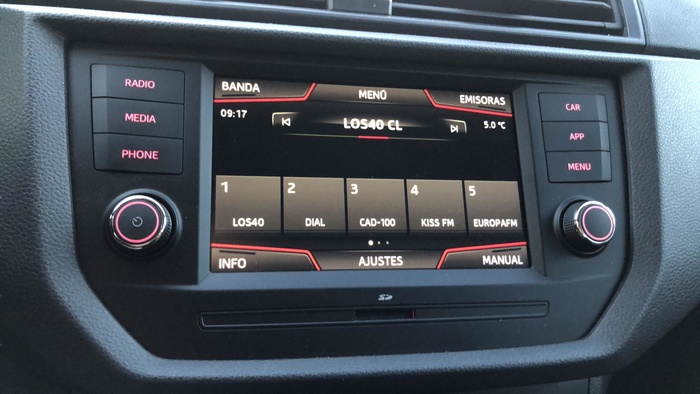 RADIO
MEDIA
PHONE
BANDA
MENÚ
EMISORAS
09:17
LOS40 CL
5.0 °C
1
LOS40
2
DIAL
3
CAD-100
4
KISS FM
5
EUROPAFM
INFO
AJUSTES
MANUAL
CAR
APP
MENU
SD